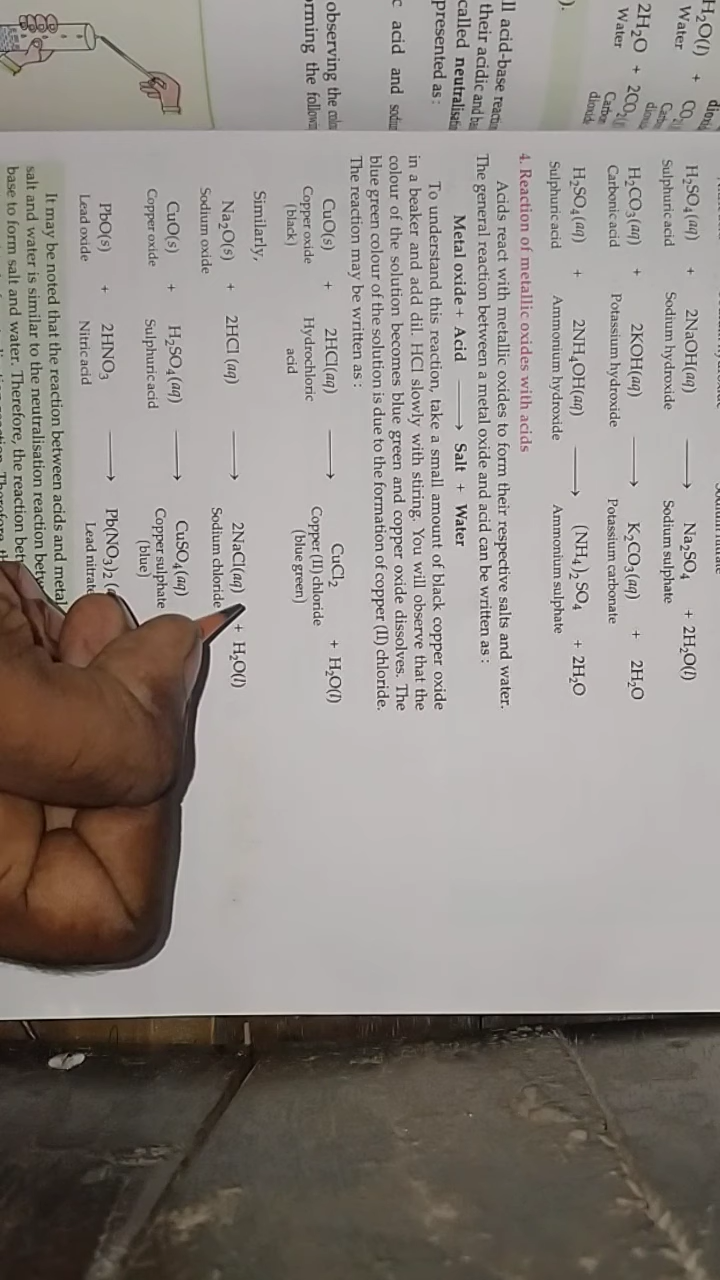 H₂O(l) + CO₂
Water
2H₂O + 2CO₂
Water Carbon
dioxide
).
their acidic and
called neutralisation
presented as :
c acid and
observing the
H₂SO₄(aq) + 2NaOH(aq) ⟶ Na₂SO₄ + 2H₂O(l)
Sulphuric acid Sodium hydroxide Sodium sulphate
H₂CO₃(aq) + 2KOH(aq) ⟶ K₂CO₃(aq) + 2H₂O
Carbonic acid Potassium hydroxide Potassium carbonate
H₂SO₄(aq) + 2NH₄OH(aq) ⟶ (NH₄)₂SO₄ + 2H₂O
Sulphuric acid Ammonium hydroxide Ammonium sulphate
4. Reaction of metallic oxides with acids
Acids react with metallic oxides to form their respective salts and water.
The general reaction between a metal oxide and acid can be written as :
Metal oxide + Acid ⟶ Salt + Water
To understand this reaction, take a small amount of black copper oxide
in a beaker and add dil. HCl slowly with stiring. You will observe that the
colour of the solution becomes blue green and copper oxide dissolves. The
blue green colour of the solution is due to the formation of copper (II) chloride.
The reaction may be written as :
CuO(s) + 2HCl(aq) ⟶ CuCl₂ + H₂O(l)
Copper oxide Hydrochloric Copper (II) chloride
(black) acid (blue green)
Similarly,
Na₂O(s) + 2HCl (aq) ⟶ 2NaCl(aq) + H₂O(l)
Sodium oxide Sodium chloride
CuO(s) + H₂SO₄(aq) ⟶ CuSO₄(aq)
Copper oxide Sulphuric acid Copper sulphate
(blue)
PbO(s) + 2HNO₃ ⟶ Pb(NO₃)₂
Lead oxide Nitric acid Lead nitrate
It may be noted that the reaction between acids and metal
salt and water is similar to the neutralisation reaction
base to form salt and water. Therefore, the reaction